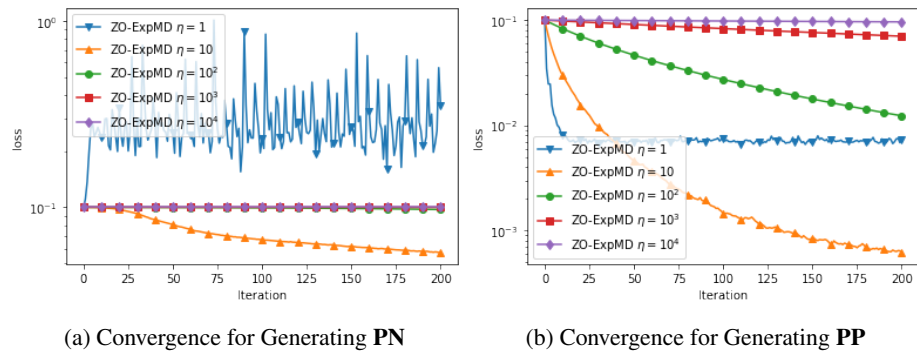 10⁰
10⁻¹
loss
ZO-ExpMD η = 1
ZO-ExpMD η = 10
ZO-ExpMD η = 10²
ZO-ExpMD η = 10³
ZO-ExpMD η = 10⁴
0 25 50 75 100 125 150 175 200
Iteration
(a) Convergence for Generating PN
10⁻¹
10⁻²
10⁻³
loss
ZO-ExpMD η = 1
ZO-ExpMD η = 10
ZO-ExpMD η = 10²
ZO-ExpMD η = 10³
ZO-ExpMD η = 10⁴
0 25 50 75 100 125 150 175 200
Iteration
(b) Convergence for Generating PP